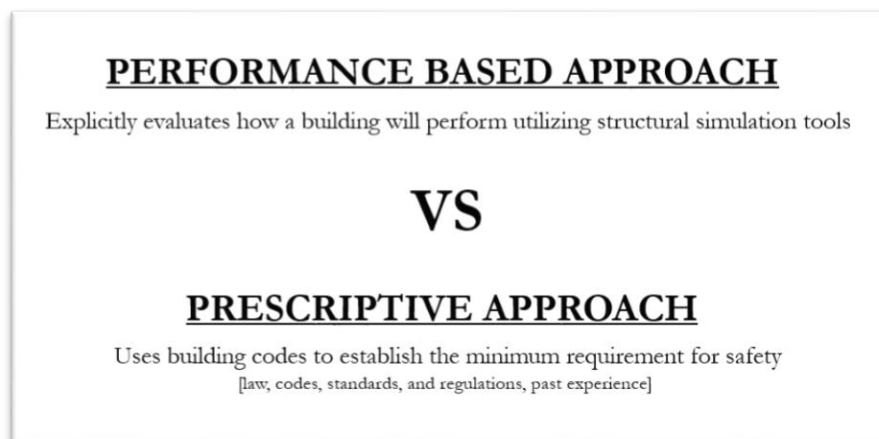 PERFORMANCE BASED APPROACH
Explicitly evaluates how a building will perform utilizing structural simulation tools
VS
PRESCRIPTIVE APPROACH
Uses building codes to establish the minimum requirement for safety
[law, codes, standards, and regulations, past experience]